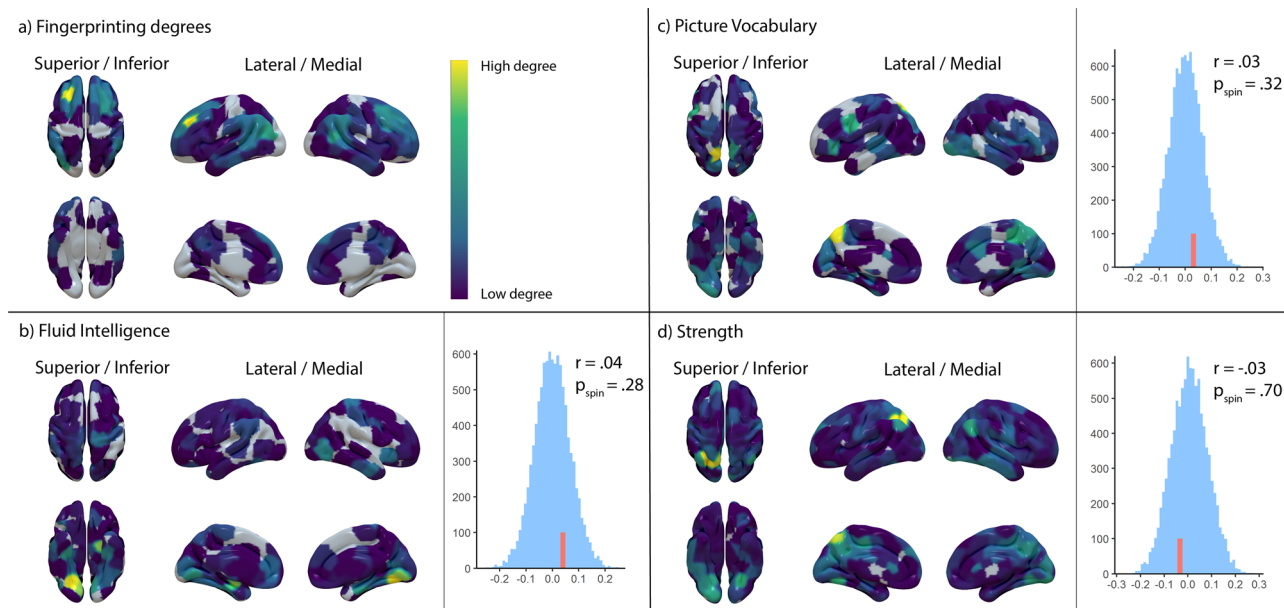 a) Fingerprinting degrees
Superior / Inferior
Lateral / Medial
High degree
Low degree
c) Picture Vocabulary
Superior / Inferior
Lateral / Medial
r = .03
pspin = .32
600
500
400
300
200
100
0
-0.2 -0.1 0.0 0.1 0.2 0.3
b) Fluid Intelligence
Superior / Inferior
Lateral / Medial
r = .04
pspin = .28
600
500
400
300
200
100
0
-0.2 -0.1 0.0 0.1 0.2
d) Strength
Superior / Inferior
Lateral / Medial
r = -.03
pspin = .70
600
500
400
300
200
100
0
-0.3 -0.2 -0.1 0.0 0.1 0.2 0.3